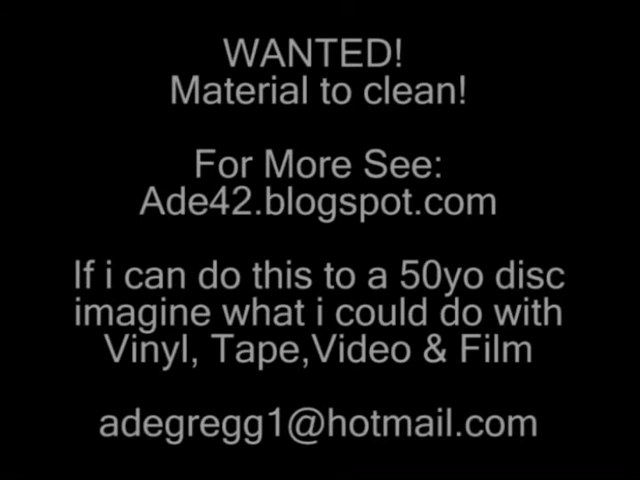 WANTED!
Material to clean!
For More See:
Ade42.blogspot.com
If i can do this to a 50yo disc
imagine what i could do with
Vinyl, Tape,Video & Film
adegregg1@hotmail.com